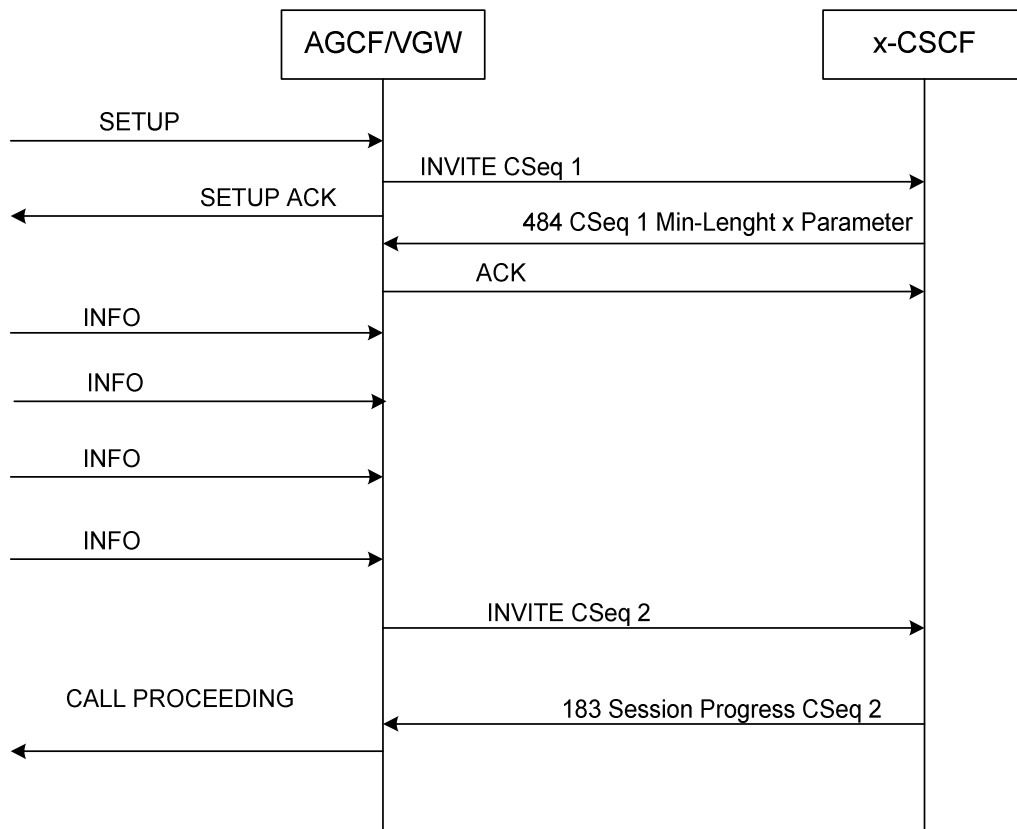 AGCF/VGW
x-CSCF
SETUP
INVITE CSeq 1
SETUP ACK
484 CSeq 1 Min-Lenght x Parameter
ACK
INFO
INFO
INFO
INFO
INVITE CSeq 2
CALL PROCEEDING
183 Session Progress CSeq 2